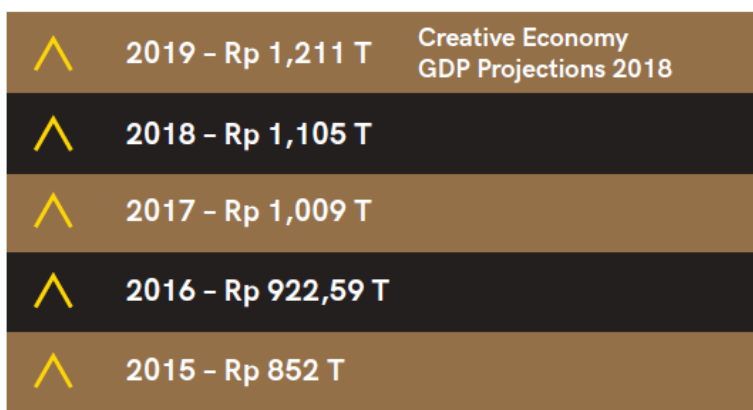 2019 – Rp 1,211 T
Creative Economy
GDP Projections 2018
2018 – Rp 1,105 T
2017 – Rp 1,009 T
2016 – Rp 922,59 T
2015 – Rp 852 T